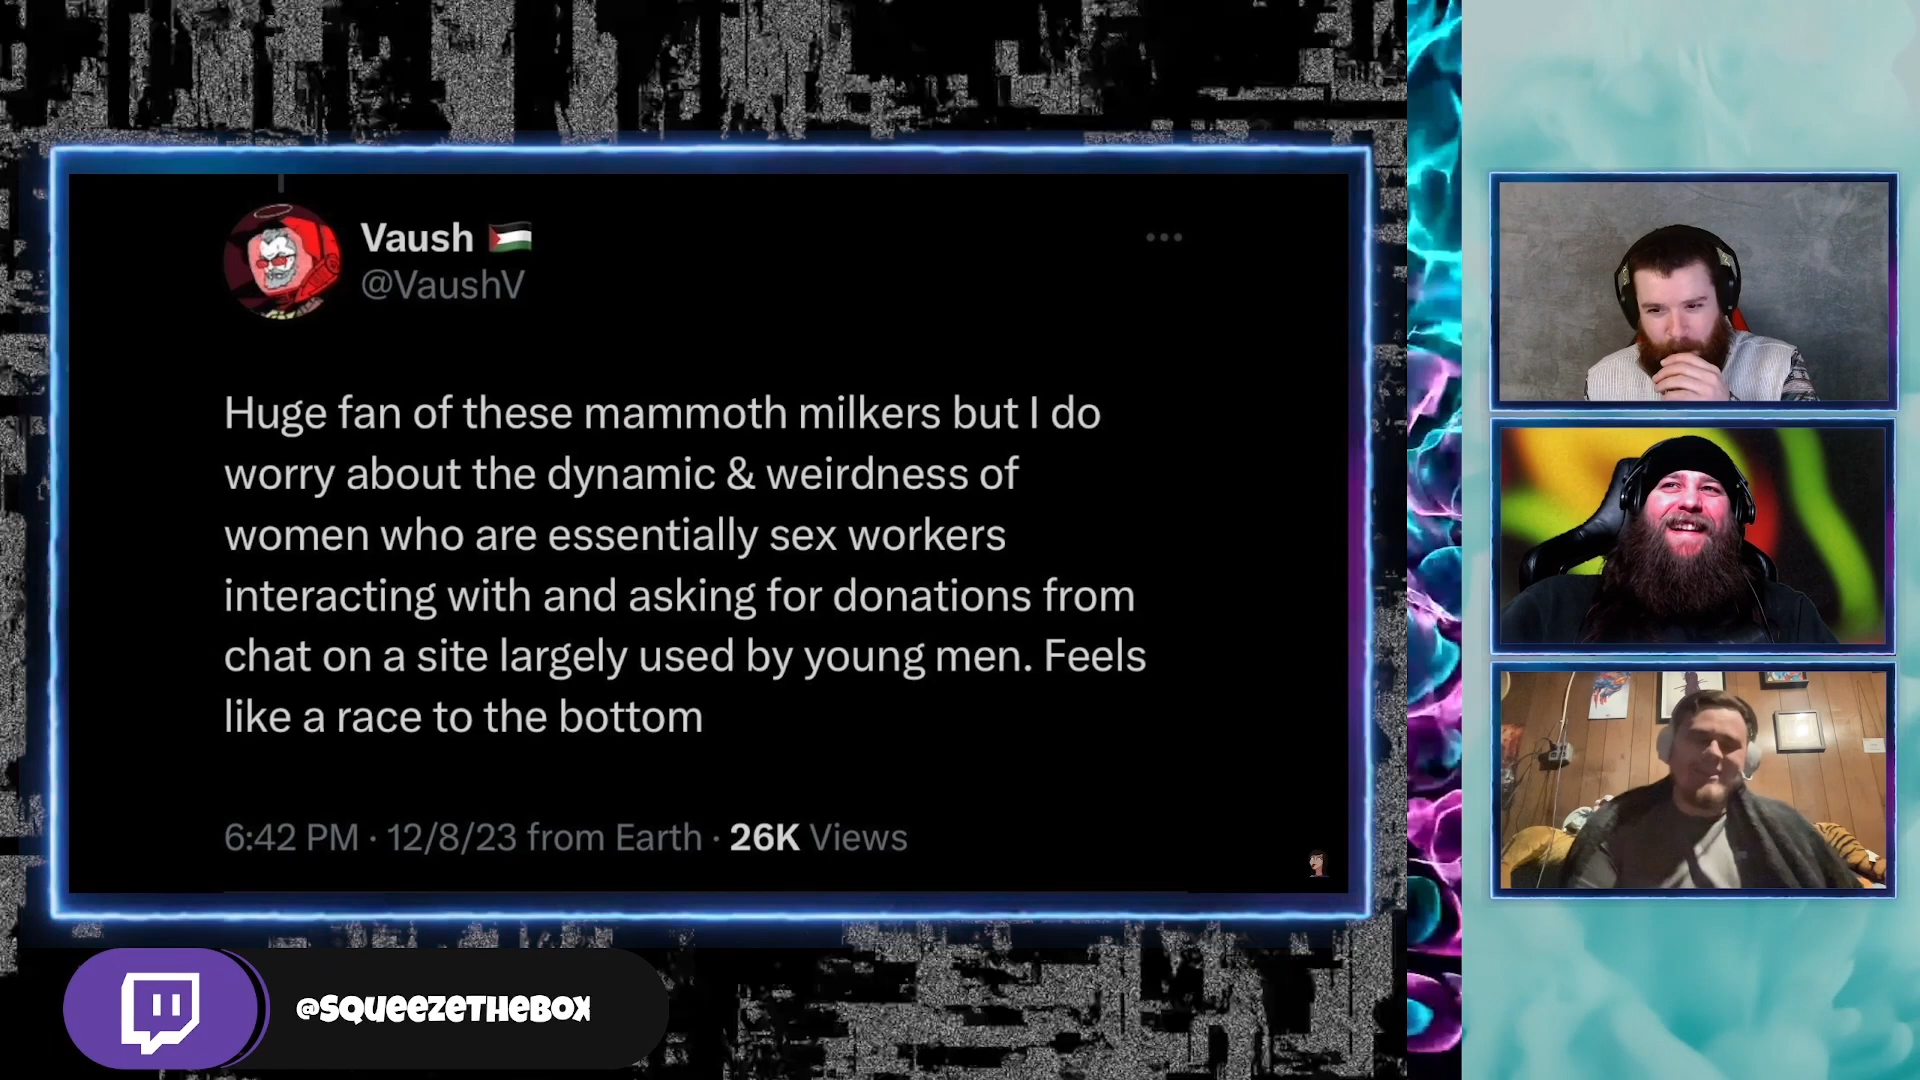 Vaush 🇵🇸
@VaushV
Huge fan of these mammoth milkers but I do
worry about the dynamic & weirdness of
women who are essentially sex workers
interacting with and asking for donations from
chat on a site largely used by young men. Feels
like a race to the bottom
6:42 PM · 12/8/23 from Earth · 26K Views
@SQUEEZETHEBOX